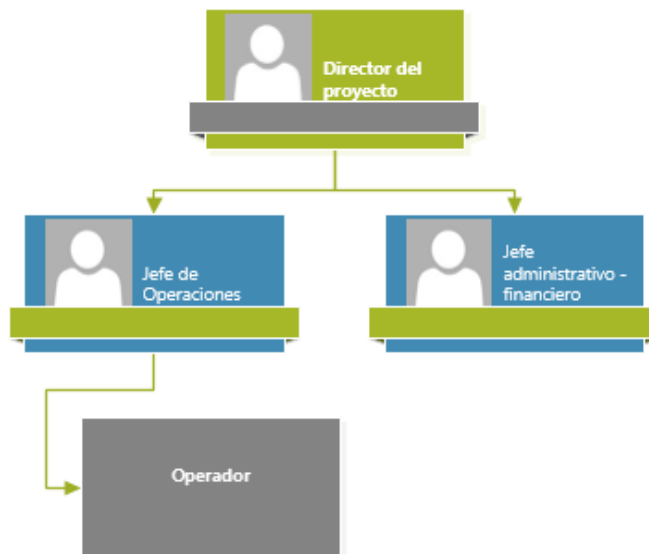 Director del
proyecto
Jefe de
Operaciones
Jefe
administrativo -
financiero
Operador